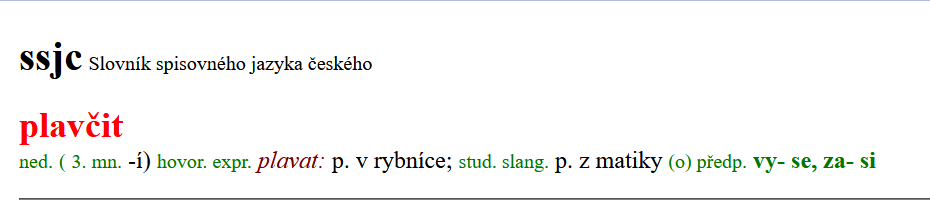 ssjc Slovník spisovného jazyka českého
plavčit
ned. ( 3. mn. -í) hovor. expr. plavat: p. v rybníce; stud. slang. p. z matiky (o) předp. vy- se, za- si